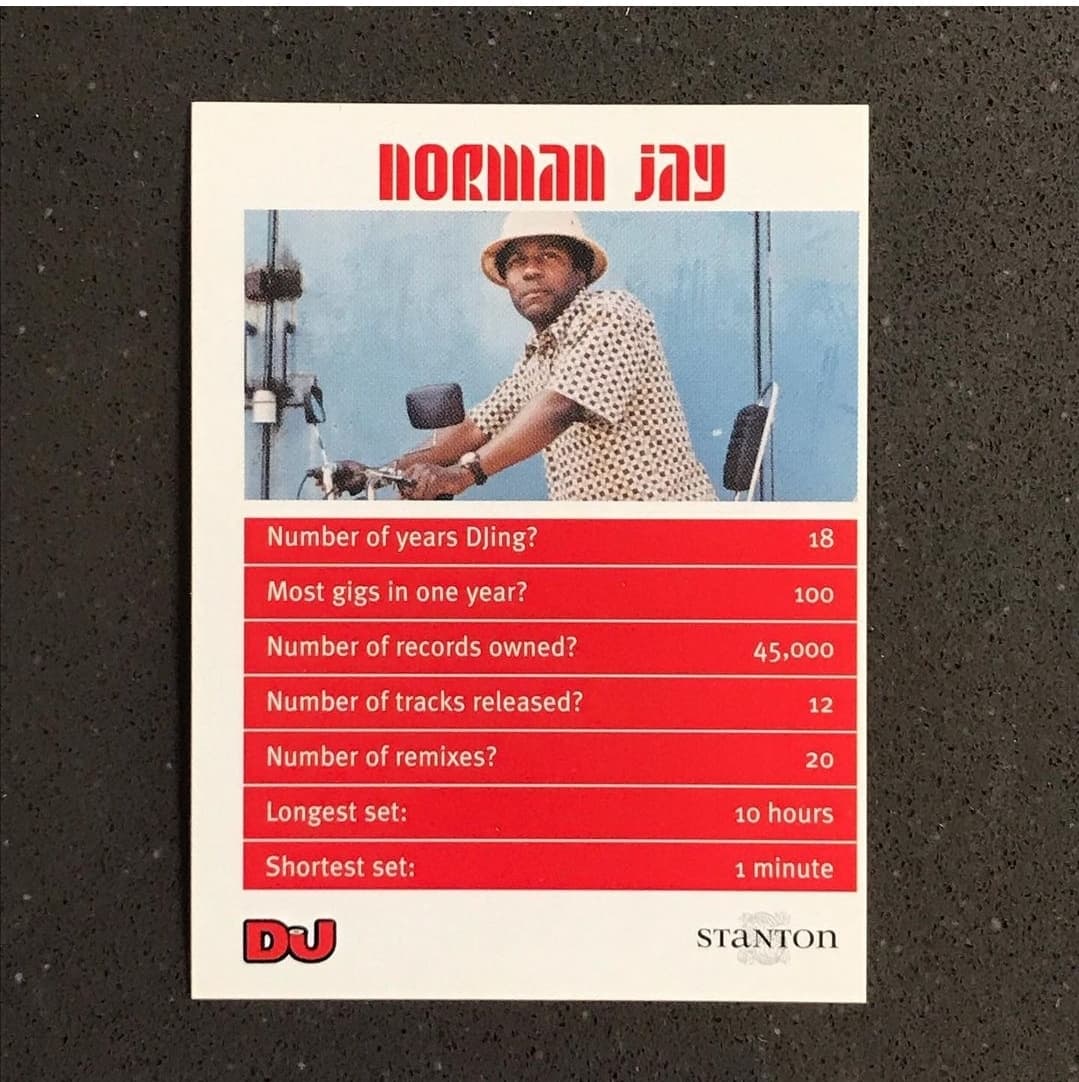 NORMAN JAY
Number of years DJing? 18
Most gigs in one year? 100
Number of records owned? 45,000
Number of tracks released? 12
Number of remixes? 20
Longest set: 10 hours
Shortest set: 1 minute
DJ
STANTON